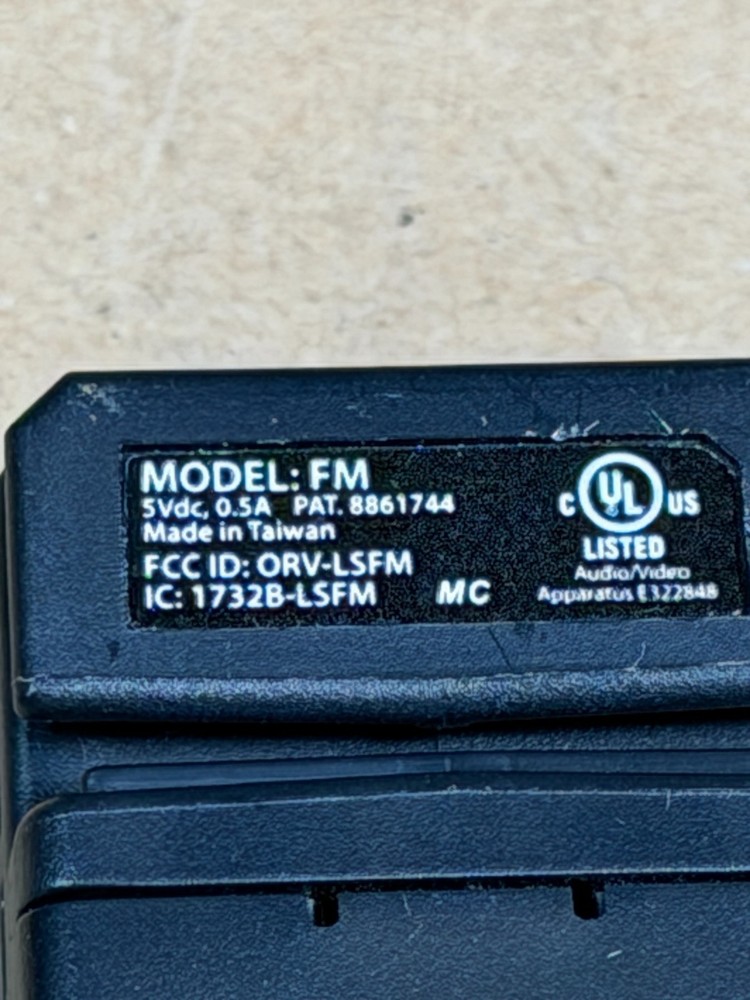 MODEL: FM
5Vdc, 0.5A PAT. 8861744
Made in Taiwan
FCC ID: ORV-LSFM
IC: 1732B-LSFM MC
C UL US
LISTED
Audio/Video
Apparatus E322848